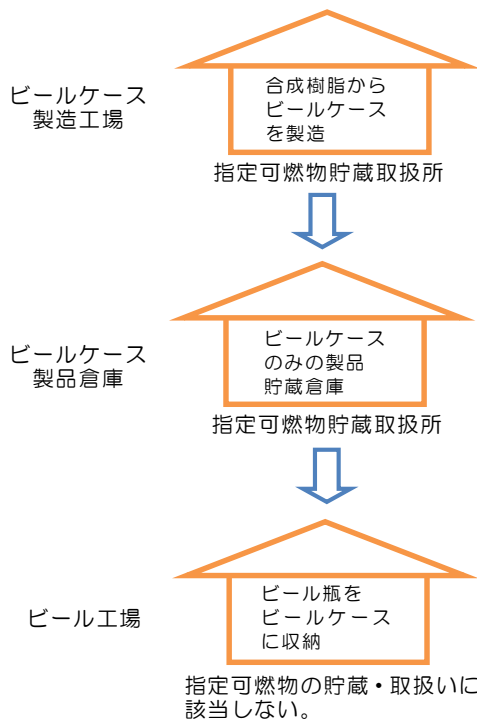 ビールケース
製造工場
合成樹脂から
ビールケース
を製造
指定可燃物貯蔵取扱所
ビールケース
製品倉庫
ビールケース
のみの製品
貯蔵倉庫
指定可燃物貯蔵取扱所
ビール工場
ビール瓶を
ビールケース
に収納
指定可燃物の貯蔵・取扱いに
該当しない。